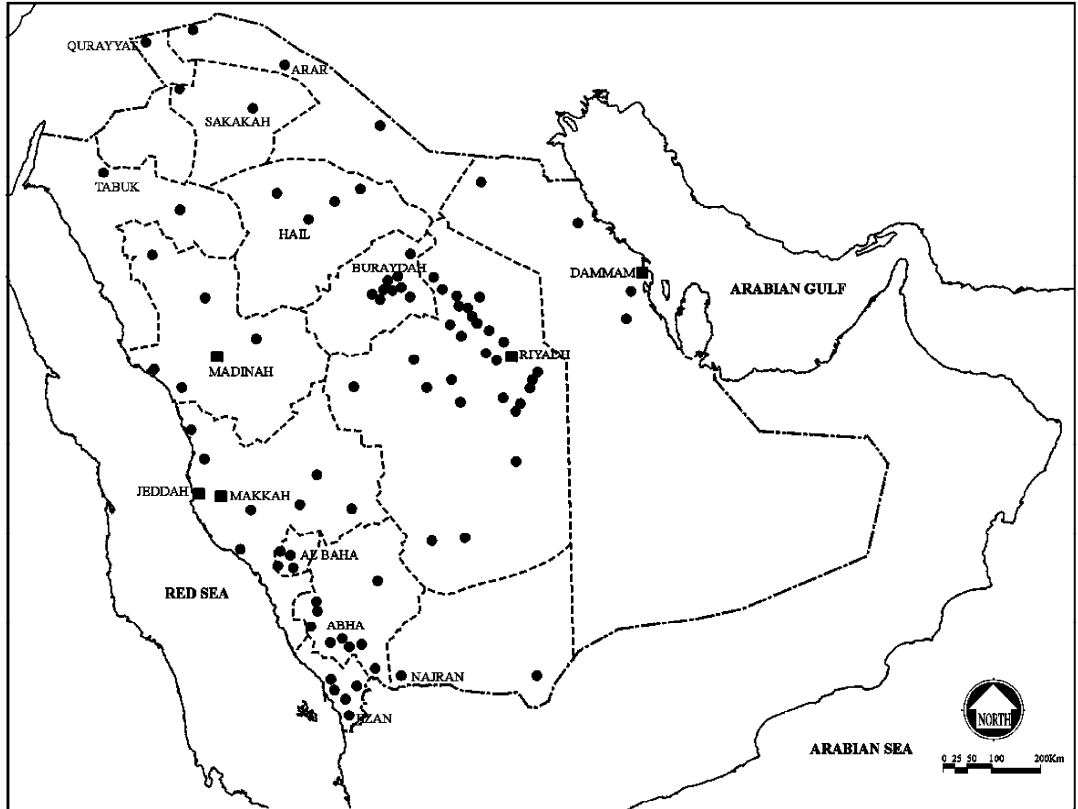 QURAYYAT
ARAR
SAKAKAH
TABUK
HAIL
BURAYDAH
DAMMAM
ARABIAN GULF
RIYADH
MADINAH
JEDDAH
MAKKAH
AL BAHA
RED SEA
ABHA
NAJRAN
JIZAN
NORTH
ARABIAN SEA
0 25 50 100 200Km